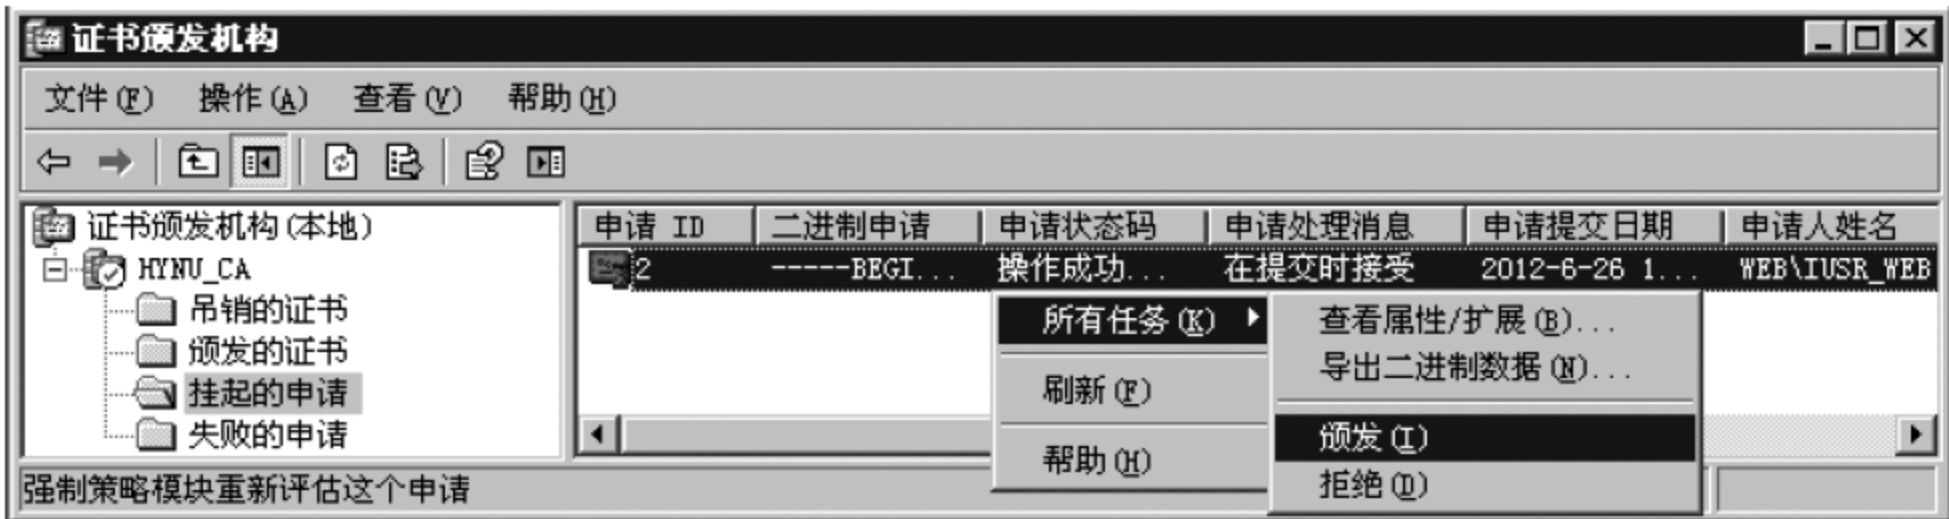 证书颁发机构
文件(F) 操作(A) 查看(V) 帮助(H)
证书颁发机构(本地)
HYNU_CA
吊销的证书
颁发的证书
挂起的申请
失败的申请
申请 ID 二进制申请 申请状态码 申请处理消息 申请提交日期 申请人姓名
2 -----BEGI... 操作成功... 在提交时接受 2012-6-26 1... WEB\IUSR_WEB
所有任务(K)
刷新(F)
帮助(H)
查看属性/扩展(B)...
导出二进制数据(N)...
颁发(I)
拒绝(D)
强制策略模块重新评估这个申请